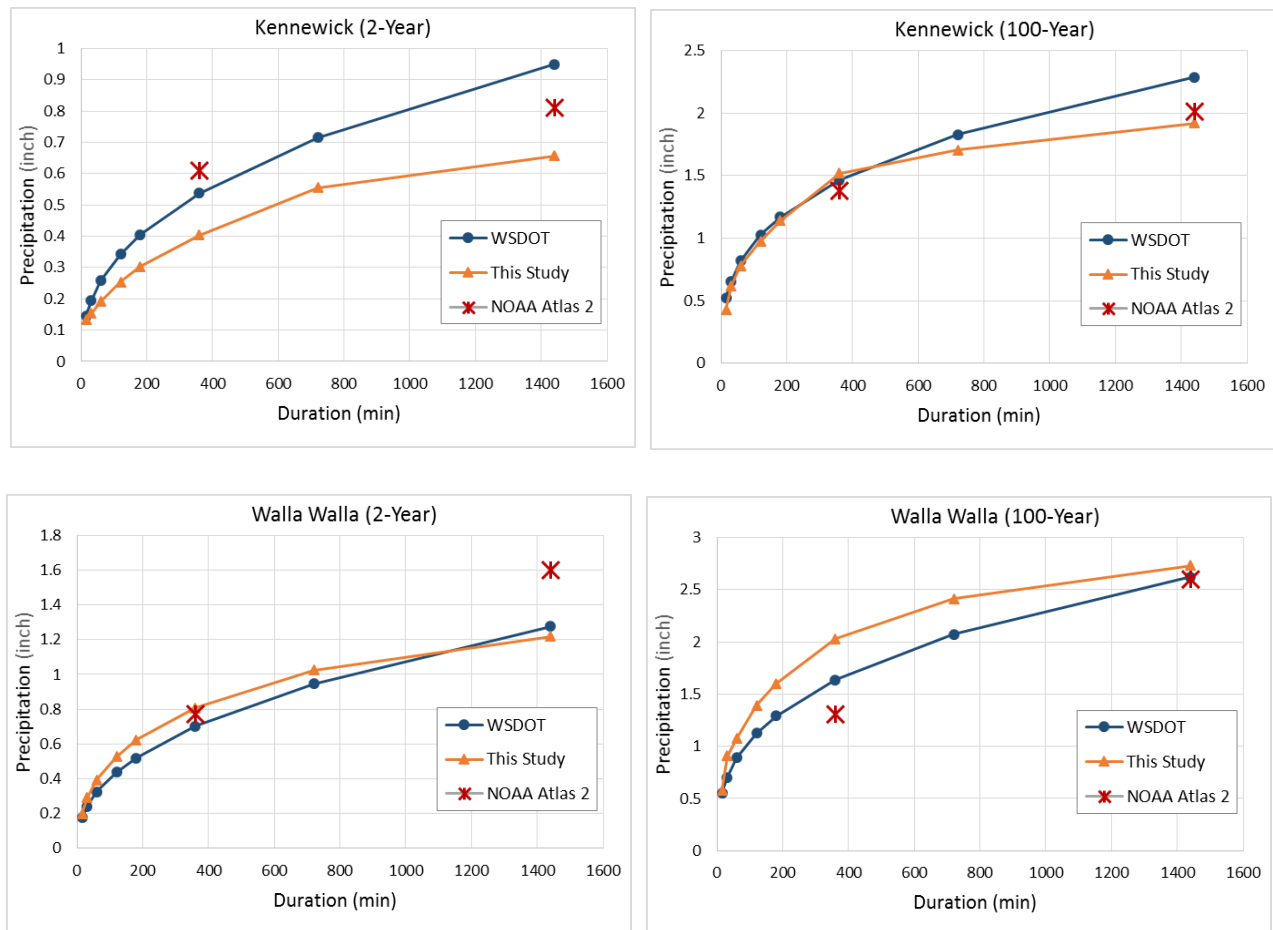 Kennewick (2-Year)
1
0.9
0.8
0.7
0.6
0.5
0.4
0.3
0.2
0.1
0
Precipitation (inch)
WSDOT
This Study
NOAA Atlas 2
0 200 400 600 800 1000 1200 1400 1600
Duration (min)
Kennewick (100-Year)
2.5
2
1.5
1
0.5
0
Precipitation (inch)
WSDOT
This Study
NOAA Atlas 2
0 200 400 600 800 1000 1200 1400 1600
Duration (min)
Walla Walla (2-Year)
1.8
1.6
1.4
1.2
1
0.8
0.6
0.4
0.2
0
Precipitation (inch)
WSDOT
This Study
NOAA Atlas 2
0 200 400 600 800 1000 1200 1400 1600
Duration (min)
Walla Walla (100-Year)
3
2.5
2
1.5
1
0.5
0
Precipitation (inch)
WSDOT
This Study
NOAA Atlas 2
0 200 400 600 800 1000 1200 1400 1600
Duration (min)